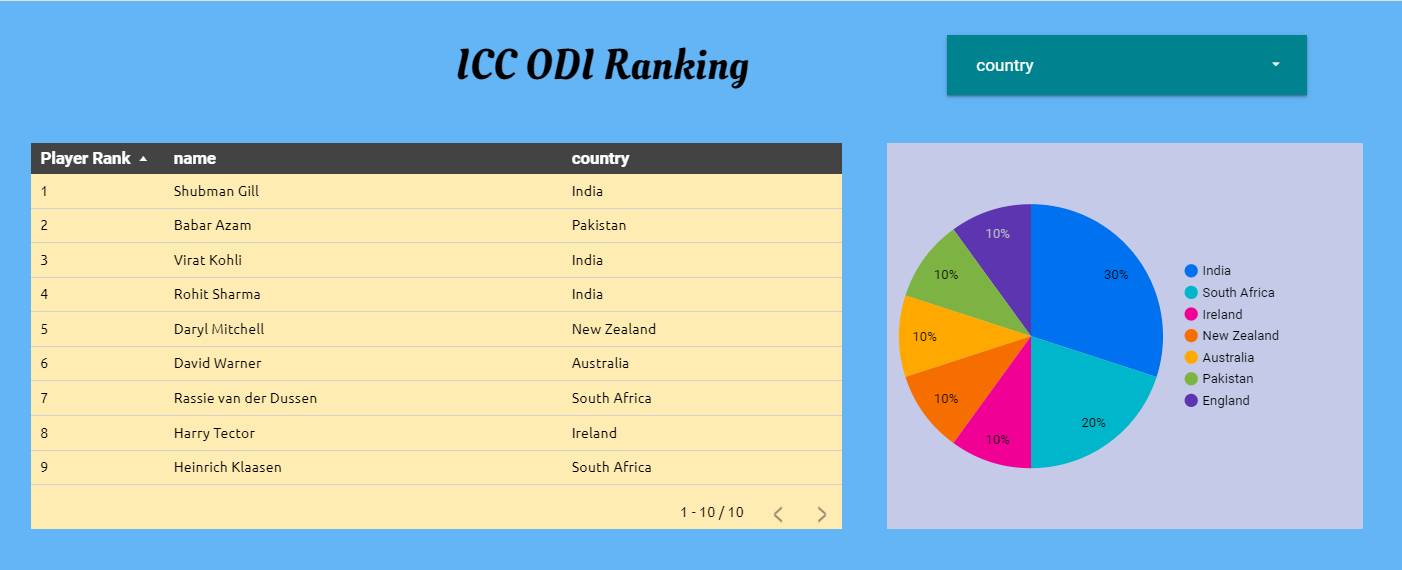 ICC ODI Ranking
country
Player Rank name country
1 Shubman Gill India
2 Babar Azam Pakistan
3 Virat Kohli India
4 Rohit Sharma India
5 Daryl Mitchell New Zealand
6 David Warner Australia
7 Rassie van der Dussen South Africa
8 Harry Tector Ireland
9 Heinrich Klaasen South Africa
1 - 10 / 10
10%
30%
10%
10%
10%
20%
10%
India
South Africa
Ireland
New Zealand
Australia
Pakistan
England